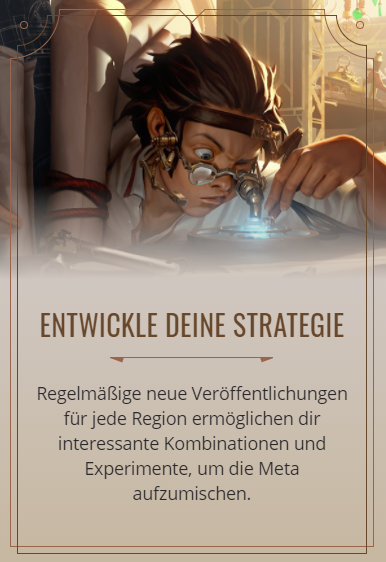 ENTWICKLE DEINE STRATEGIE
Regelmäßige neue Veröffentlichungen
für jede Region ermöglichen dir
interessante Kombinationen und
Experimente, um die Meta
aufzumischen.